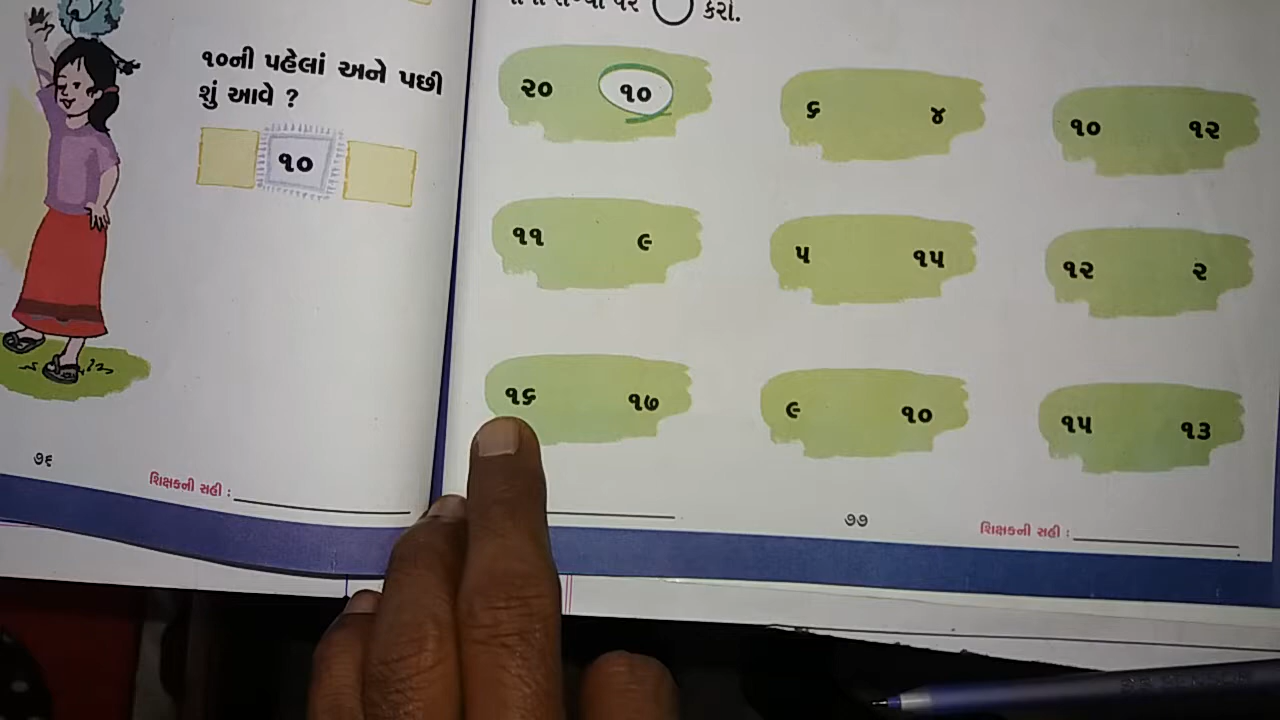 ૧૦ની પહેલાં અને પછી
શું આવે ?
૧૦
૭૬
શિક્ષકની સહી :
પર ◯ કરો.
૨૦ ૧૦
૬ ૪
૧૦ ૧૨
૧૧ ૯
૫ ૧૫
૧૨ ૨
૧૬ ૧૭
૯ ૧૦
૧૫ ૧૩
૭૭
શિક્ષકની સહી :